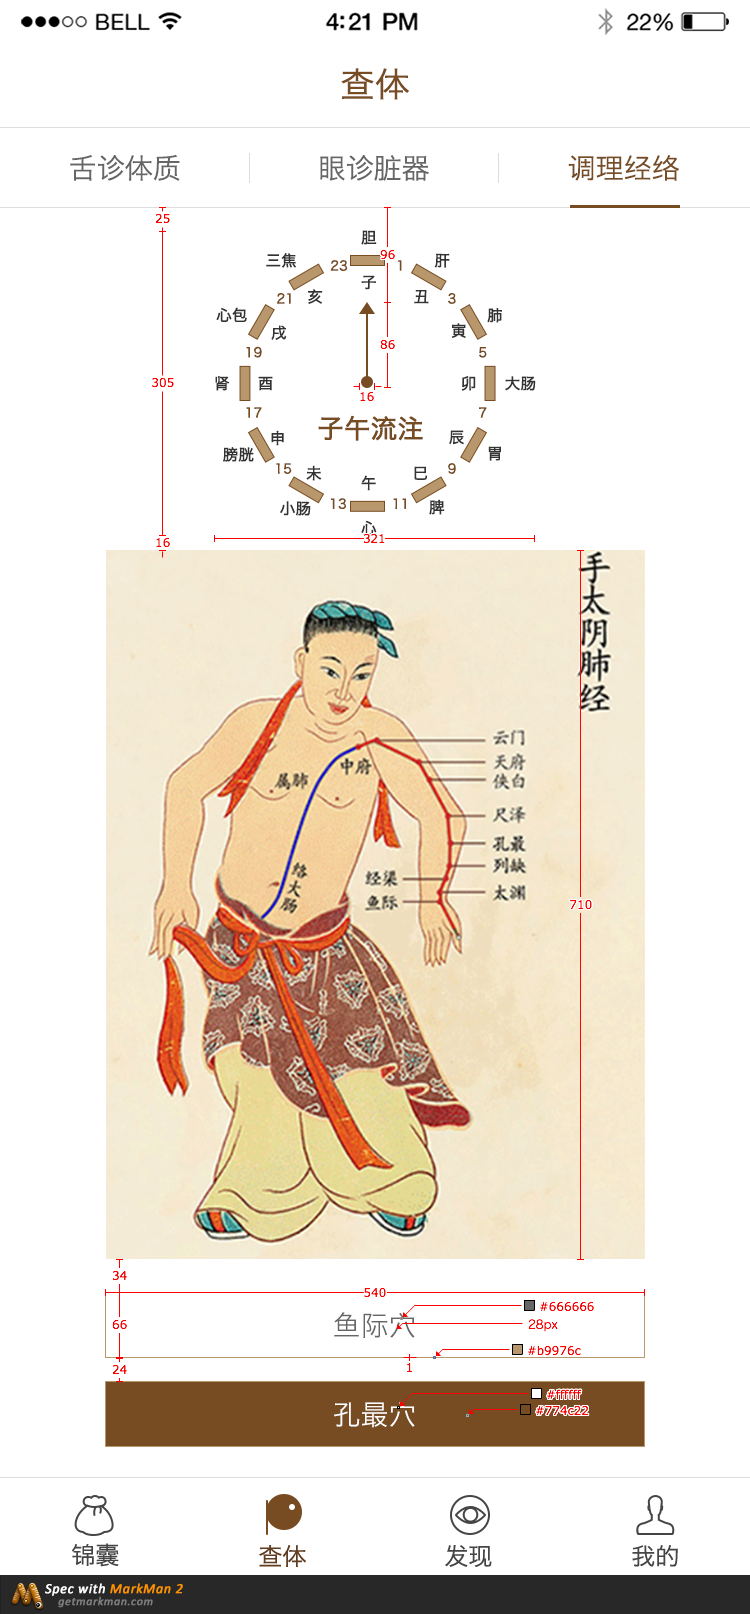 BELL 4:21 PM 22%
查体
舌诊体质 眼诊脏器 调理经络
25
胆
96
三焦 23 1 肝
子
21 亥 丑 3
心包 戌 寅 肺
86
19 5
305 肾 酉 卯 大肠
16
17 7
子午流注
膀胱 申 辰 胃
15 未 巳 9
午
小肠 13 11 脾
心
16 321
手太阴肺经
云门
天府
侠白
中府
属肺
尺泽
孔最
列缺
络大肠
经渠
太渊
鱼际
710
34
540
#666666
66 鱼际穴 28px
#b9976c
24 1
#ffffff
孔最穴 #774c22
锦囊 查体 发现 我的
Spec with MarkMan 2
getmarkman.com